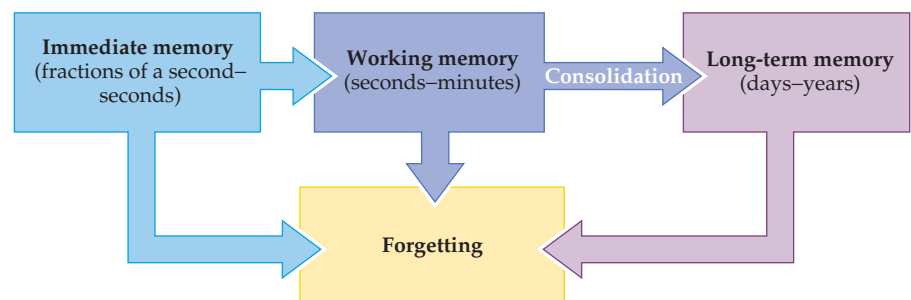 Immediate memory
(fractions of a second–
seconds)
Working memory
(seconds–minutes)
Consolidation
Long-term memory
(days–years)
Forgetting